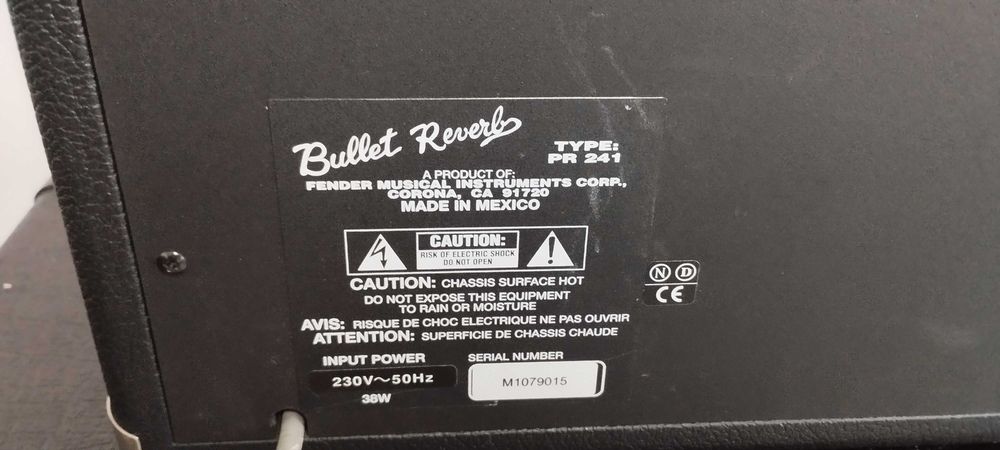 Bullet Reverb
TYPE:
PR 241
A PRODUCT OF:
FENDER MUSICAL INSTRUMENTS CORP.,
CORONA, CA 91720
MADE IN MEXICO
CAUTION:
RISK OF ELECTRIC SHOCK
DO NOT OPEN
N D
CE
CAUTION: CHASSIS SURFACE HOT
DO NOT EXPOSE THIS EQUIPMENT
TO RAIN OR MOISTURE
AVIS: RISQUE DE CHOC ELECTRIQUE NE PAS OUVRIR
ATTENTION: SUPERFICIE DE CHASSIS CHAUDE
INPUT POWER
230V~50Hz
38W
SERIAL NUMBER
M1079015